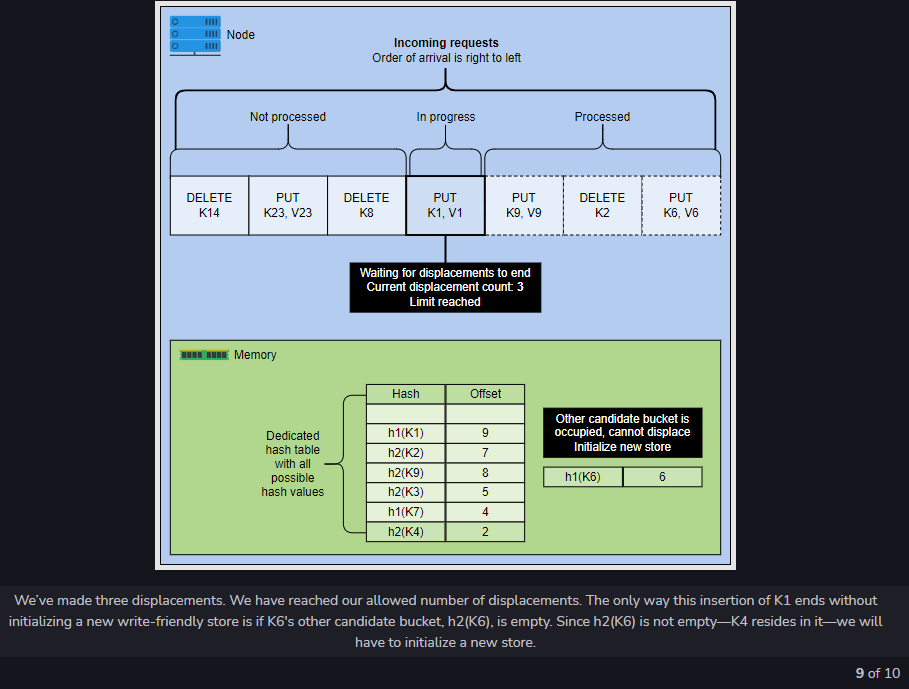 Node
Incoming requests
Order of arrival is right to left
Not processed
In progress
Processed
DELETE
K14
PUT
K23, V23
DELETE
K8
PUT
K1, V1
PUT
K9, V9
DELETE
K2
PUT
K6, V6
Waiting for displacements to end
Current displacement count: 3
Limit reached
Memory
Dedicated
hash table
with all
possible
hash values
Hash Offset
h1(K1) 9
h2(K2) 7
h2(K9) 8
h2(K3) 5
h1(K7) 4
h2(K4) 2
Other candidate bucket is
occupied, cannot displace
Initialize new store
h1(K6) 6
We've made three displacements. We have reached our allowed number of displacements. The only way this insertion of K1 ends without
initializing a new write-friendly store is if K6's other candidate bucket, h2(K6), is empty. Since h2(K6) is not empty—K4 resides in it—we will
have to initialize a new store.
9 of 10